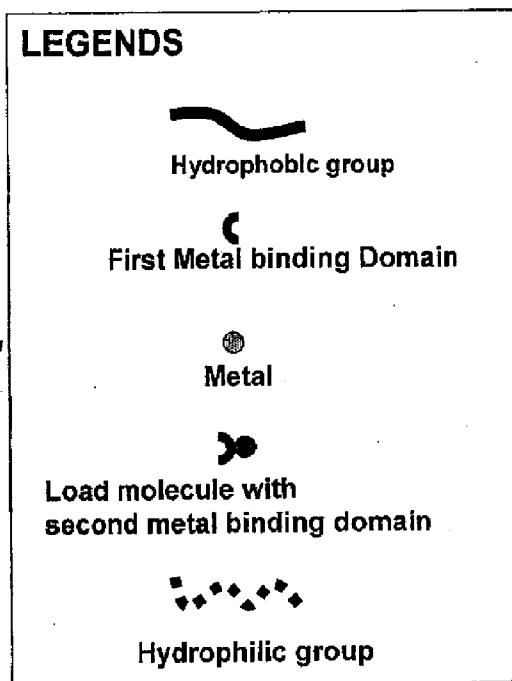 LEGENDS
Hydrophobic group
First Metal binding Domain
Metal
Load molecule with
second metal binding domain
Hydrophilic group